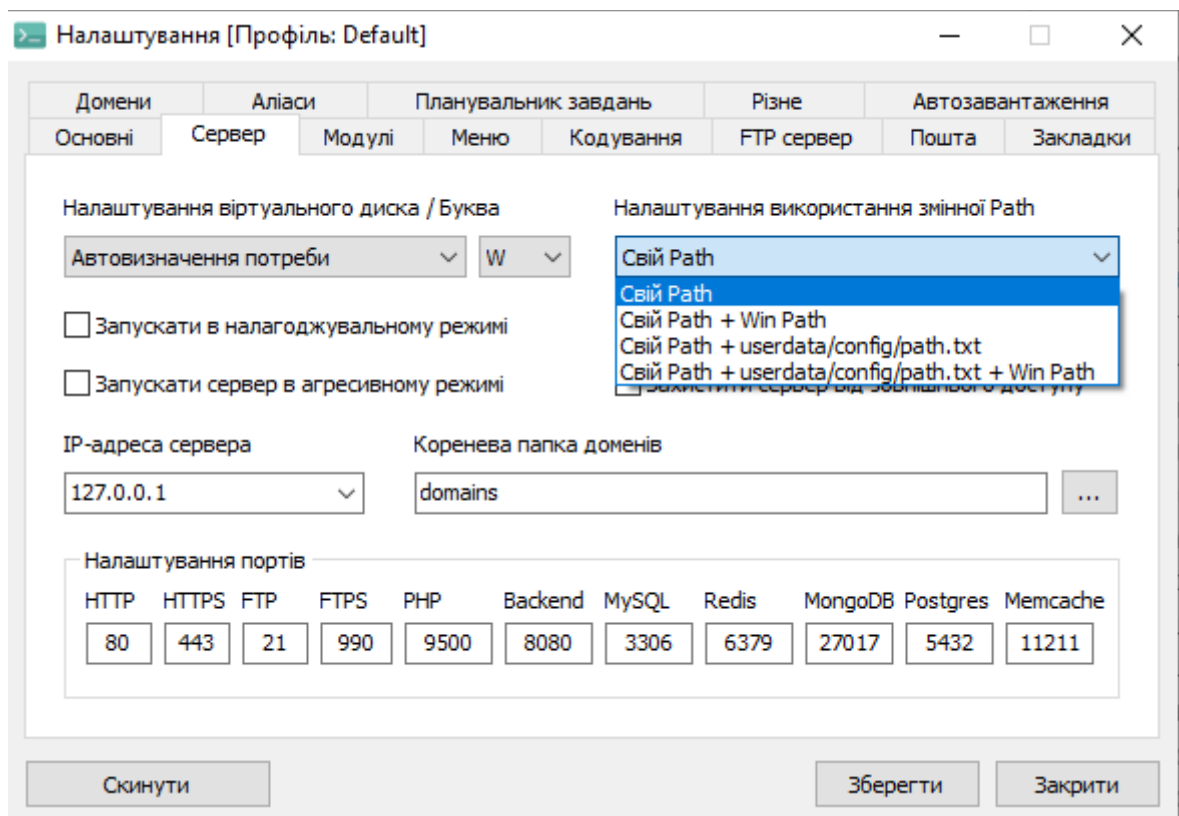 Налаштування [Профіль: Default]
Домени Аліаси Планувальник завдань Різне Автозавантаження
Основні Сервер Модулі Меню Кодування FTP сервер Пошта Закладки
Налаштування віртуального диска / Буква Налаштування використання змінної Path
Автовизначення потреби W Свій Path
Свій Path
Запускати в налагоджувальному режимі Свій Path + Win Path
Свій Path + userdata/config/path.txt
Запускати сервер в агресивному режимі Свій Path + userdata/config/path.txt + Win Path
Захистити сервер від зовнішнього доступу
IP-адреса сервера Коренева папка доменів
127.0.0.1 domains ...
Налаштування портів
HTTP HTTPS FTP FTPS PHP Backend MySQL Redis MongoDB Postgres Memcache
80 443 21 990 9500 8080 3306 6379 27017 5432 11211
Скинути Зберегти Закрити